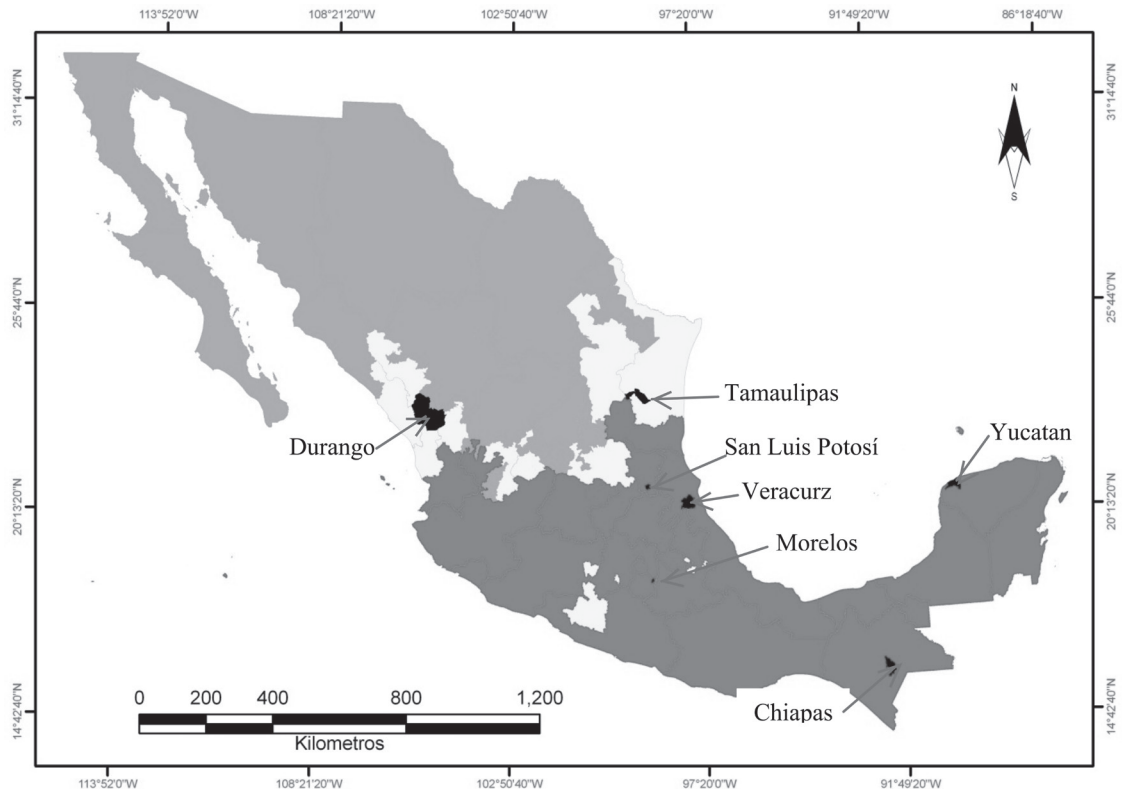 113°52'0"W 108°21'20"W 102°50'40"W 97°20'0"W 91°49'20"W 86°18'40"W
31°14'40"N
31°14'40"N
N
S
25°44'0"N
25°44'0"N
Tamaulipas
Durango
San Luis Potosí
Yucatan
20°13'20"N
20°13'20"N
Veracurz
Morelos
0 200 400 800 1,200
Kilometros
Chiapas
14°42'40"N
14°42'40"N
113°52'0"W 108°21'20"W 102°50'40"W 97°20'0"W 91°49'20"W